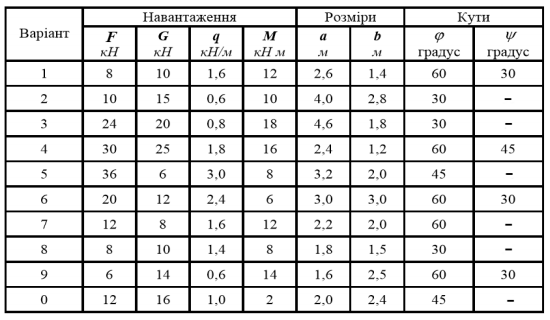 Варіант Навантаження Розміри Кути
F G q M a b φ ψ
кН кН кН/м кН м м м градус градус
1 8 10 1,6 12 2,6 1,4 60 30
2 10 15 0,6 10 4,0 2,8 30 –
3 24 20 0,8 18 4,6 1,8 30 –
4 30 25 1,8 16 2,4 1,2 60 45
5 36 6 3,0 8 3,2 2,0 45 –
6 20 12 2,4 6 3,0 3,0 60 30
7 12 8 1,6 12 2,2 2,0 60 –
8 8 10 1,4 8 1,8 1,5 30 –
9 6 14 0,6 14 1,6 2,5 60 30
0 12 16 1,0 2 2,0 2,4 45 –